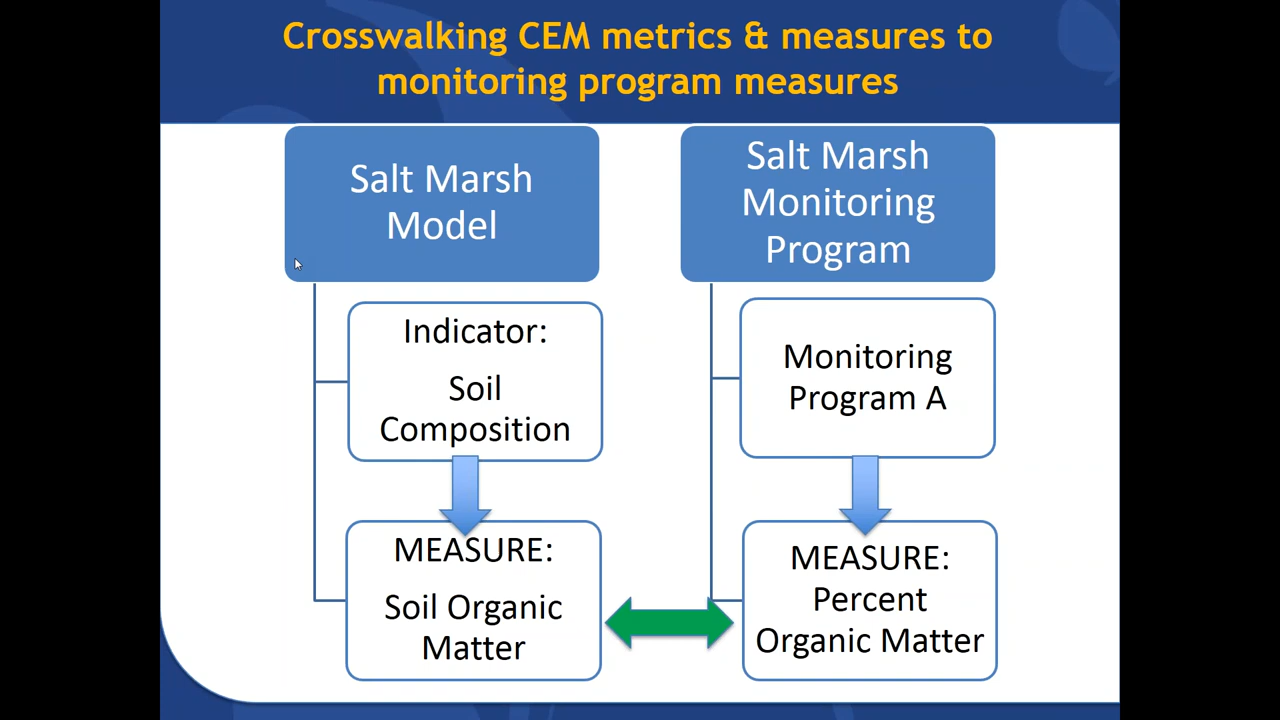 Crosswalking CEM metrics & measures to
monitoring program measures
Salt Marsh
Model
Indicator:
Soil
Composition
MEASURE:
Soil Organic
Matter
Salt Marsh
Monitoring
Program
Monitoring
Program A
MEASURE:
Percent
Organic Matter